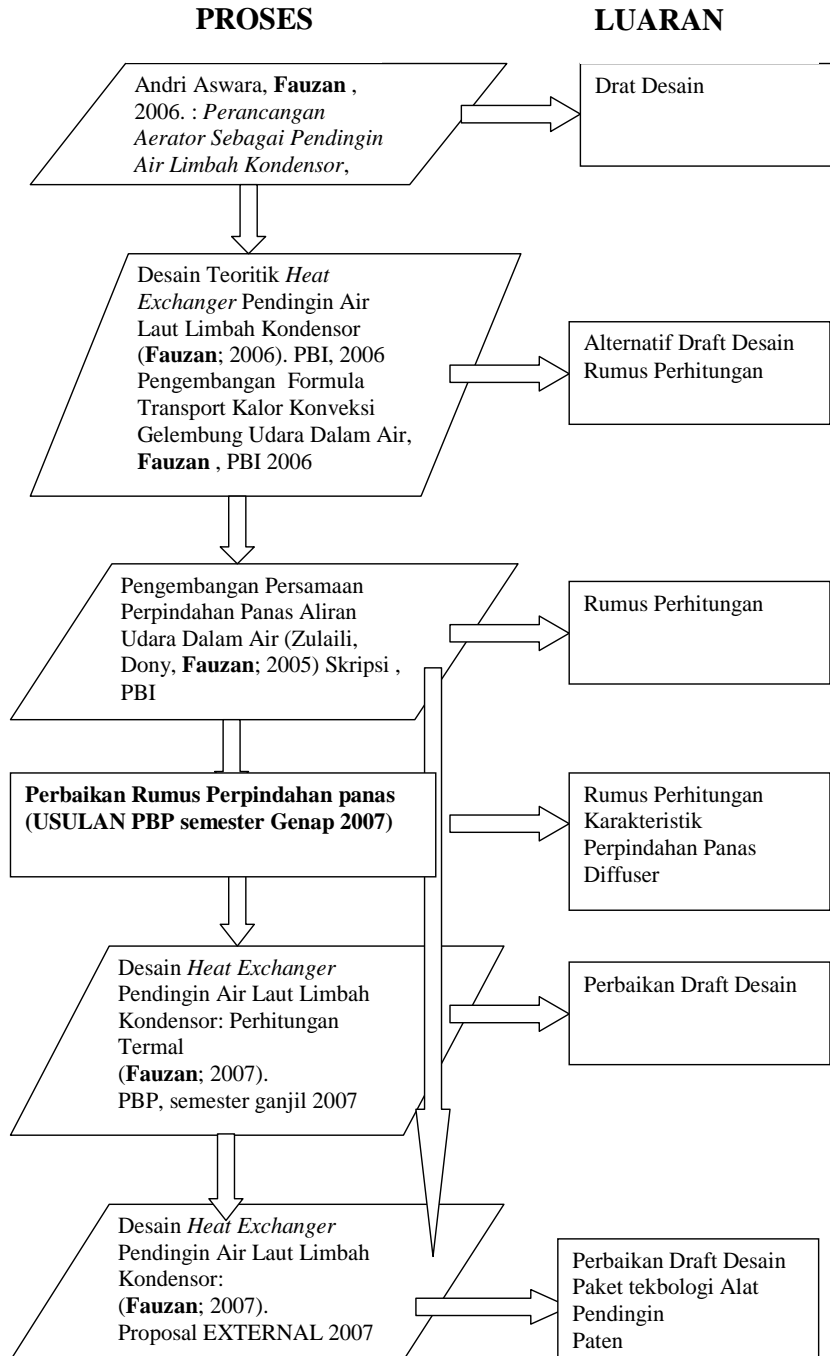 PROSES
LUARAN
Andri Aswara, Fauzan ,
2006. : Perancangan
Aerator Sebagai Pendingin
Air Limbah Kondensor,
Drat Desain
Desain Teoritik Heat
Exchanger Pendingin Air
Laut Limbah Kondensor
(Fauzan; 2006). PBI, 2006
Pengembangan Formula
Transport Kalor Konveksi
Gelembung Udara Dalam Air,
Fauzan , PBI 2006
Alternatif Draft Desain
Rumus Perhitungan
Pengembangan Persamaan
Perpindahan Panas Aliran
Udara Dalam Air (Zulaili,
Dony, Fauzan; 2005) Skripsi ,
PBI
Rumus Perhitungan
Perbaikan Rumus Perpindahan panas
(USULAN PBP semester Genap 2007)
Rumus Perhitungan
Karakteristik
Perpindahan Panas
Diffuser
Desain Heat Exchanger
Pendingin Air Laut Limbah
Kondensor: Perhitungan
Termal
(Fauzan; 2007).
PBP, semester ganjil 2007
Perbaikan Draft Desain
Desain Heat Exchanger
Pendingin Air Laut Limbah
Kondensor:
(Fauzan; 2007).
Proposal EXTERNAL 2007
Perbaikan Draft Desain
Paket tekbologi Alat
Pendingin
Paten